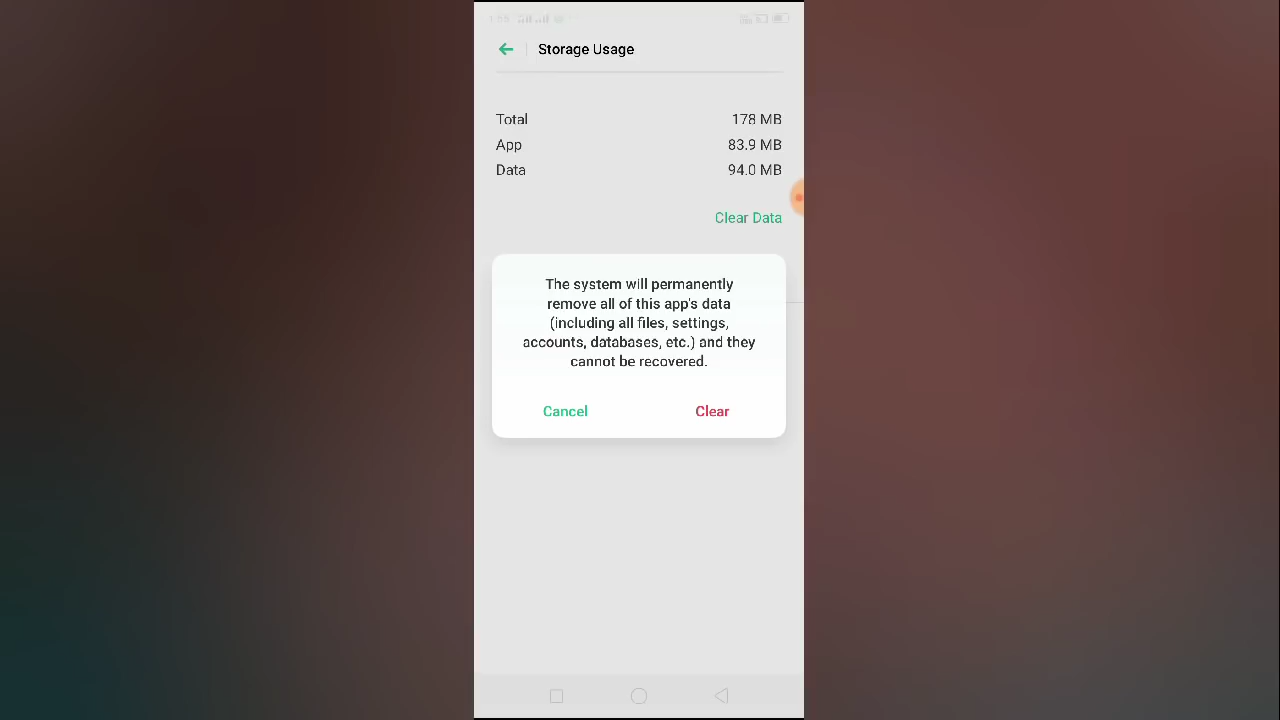 1:55
Storage Usage
Total 178 MB
App 83.9 MB
Data 94.0 MB
Clear Data
The system will permanently
remove all of this app's data
(including all files, settings,
accounts, databases, etc.) and they
cannot be recovered.
Cancel Clear